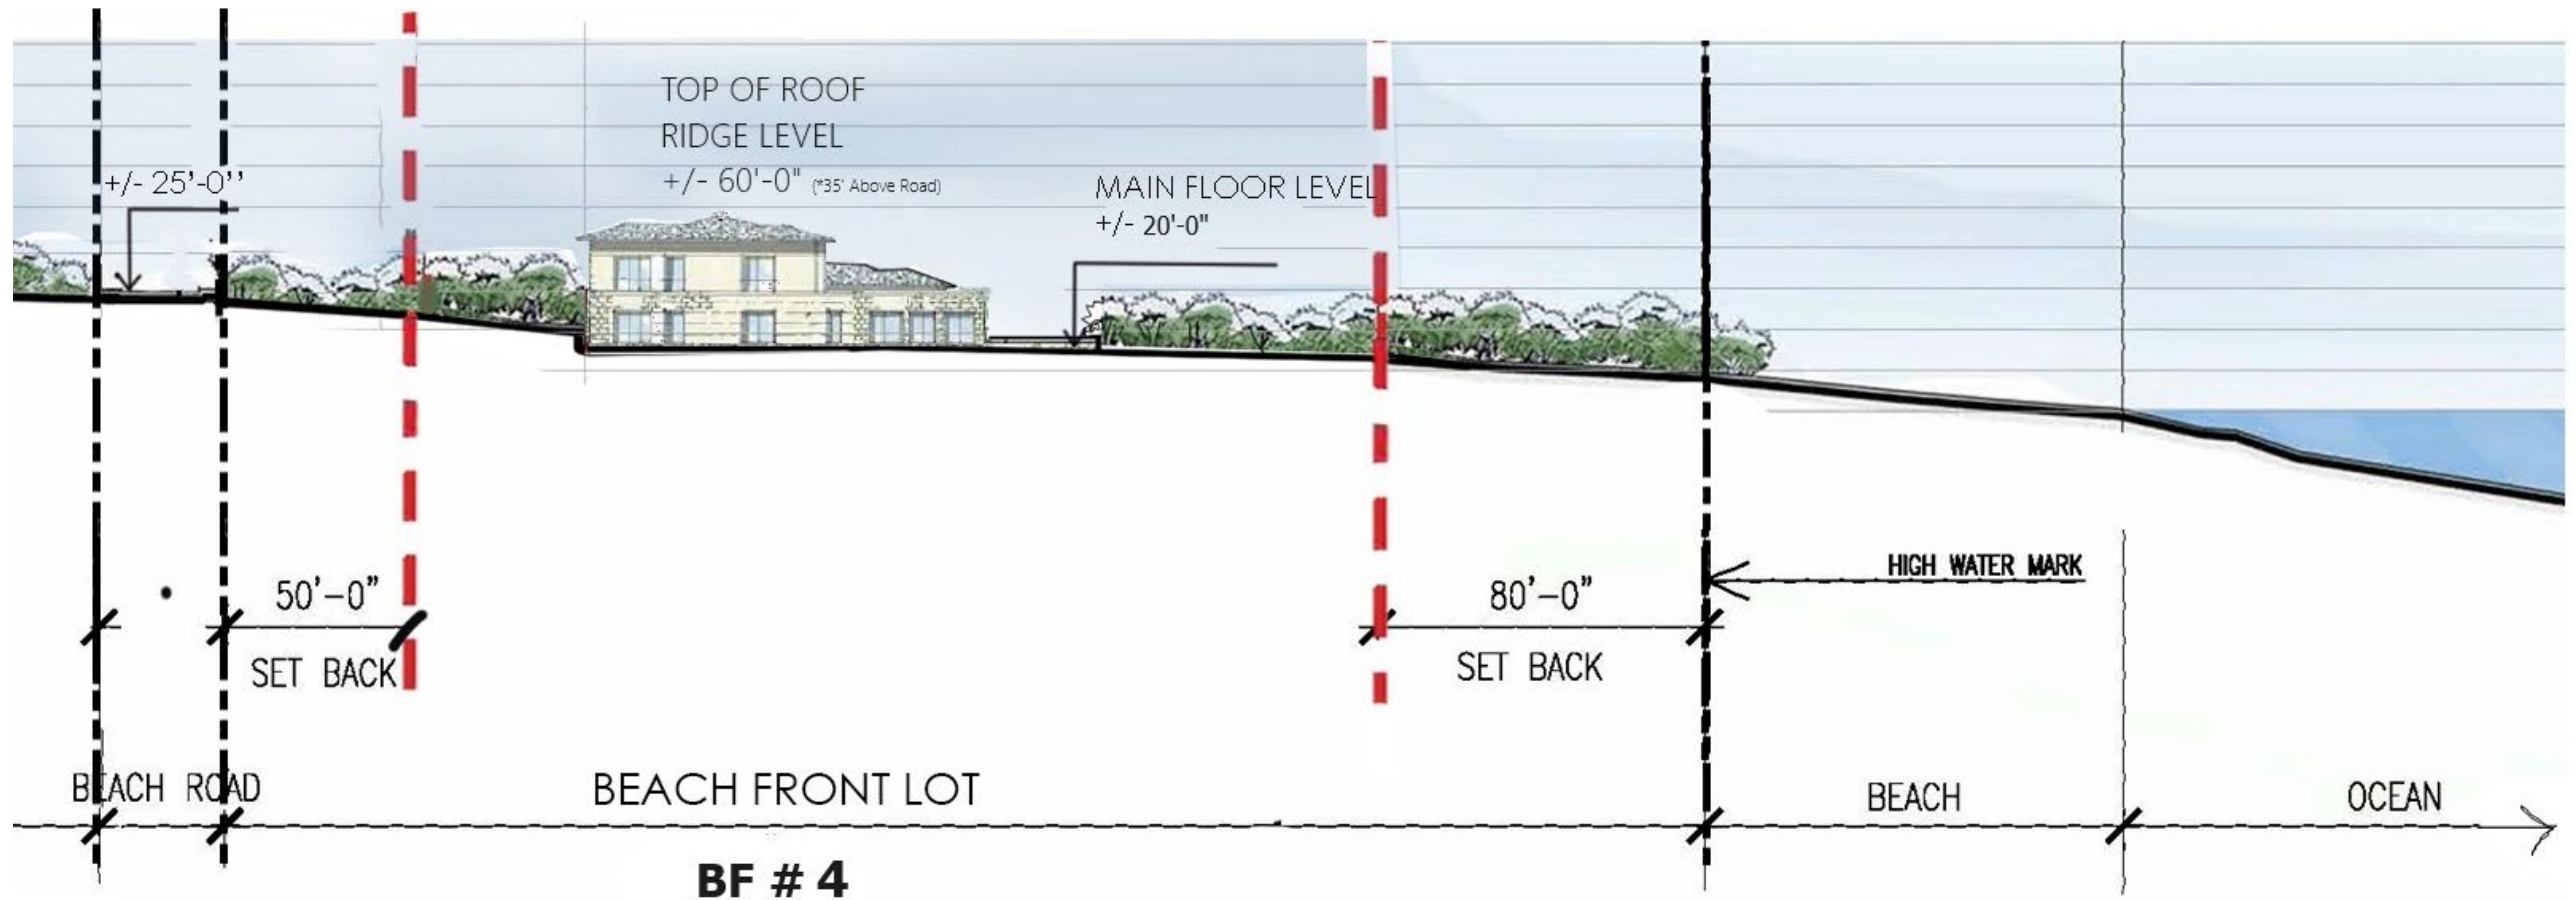 TOP OF ROOF
RIDGE LEVEL
+/- 60'-0" (*35' Above Road)
+/- 25'-0''
MAIN FLOOR LEVEL
+/- 20'-0"
HIGH WATER MARK
50'-0"
SET BACK
80'-0"
SET BACK
BEACH ROAD
BEACH FRONT LOT
BEACH
OCEAN
BF # 4